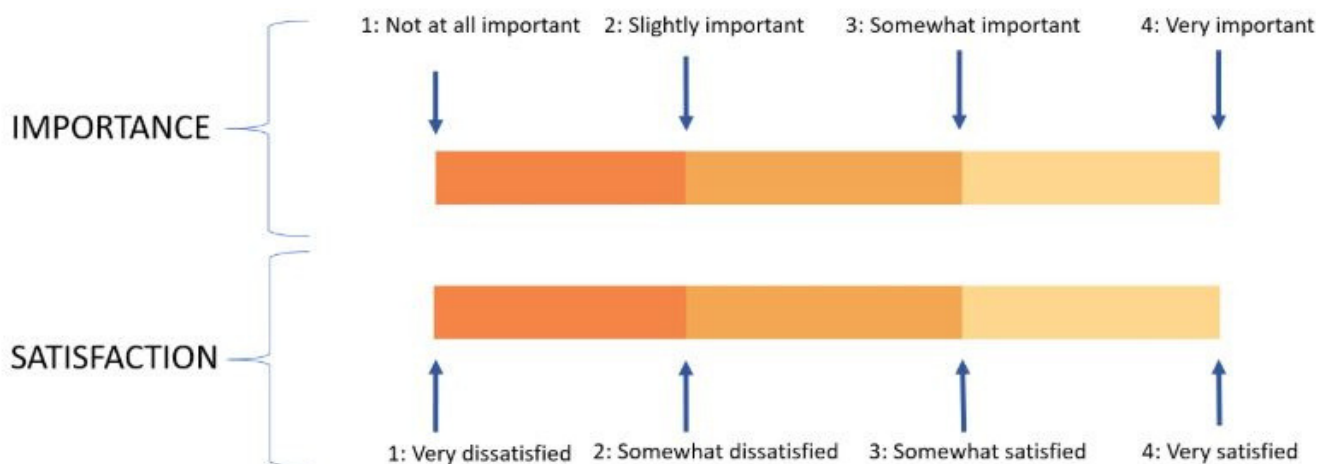 1: Not at all important 2: Slightly important 3: Somewhat important 4: Very important
IMPORTANCE
SATISFACTION
1: Very dissatisfied 2: Somewhat dissatisfied 3: Somewhat satisfied 4: Very satisfied